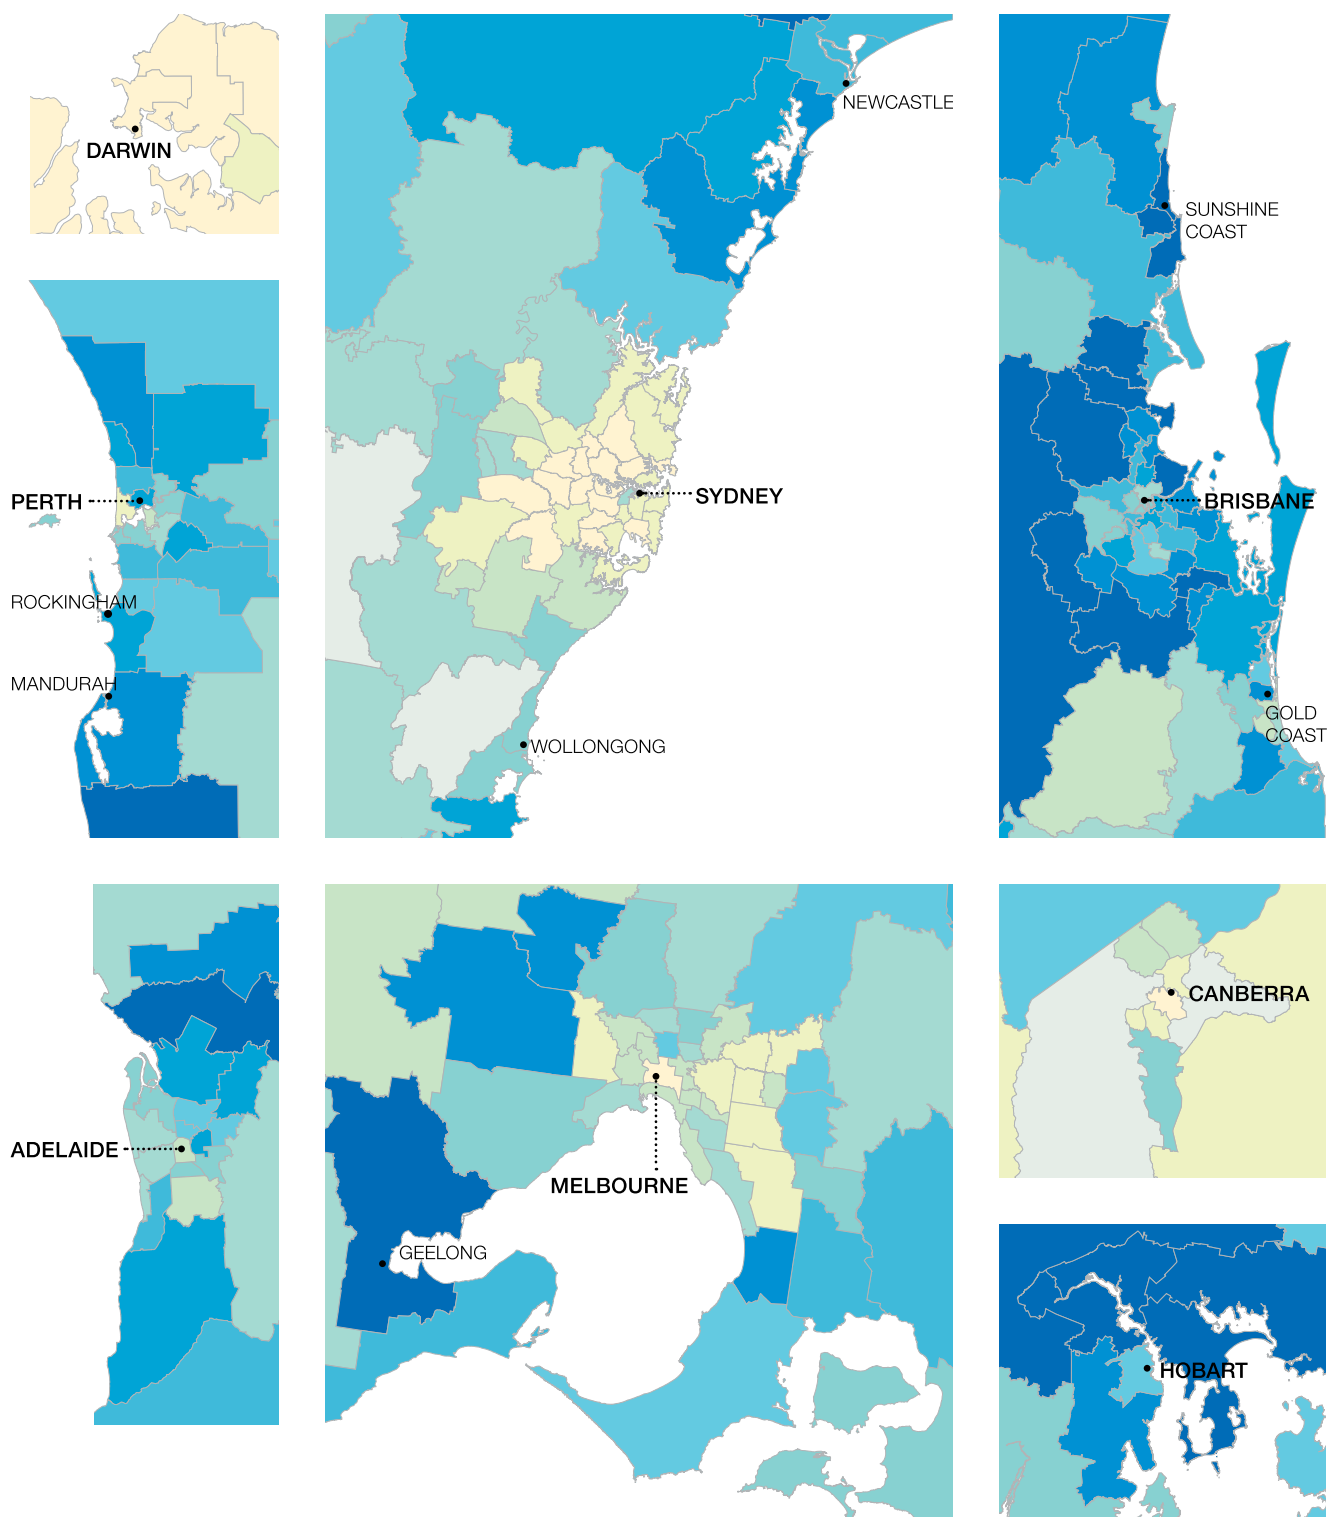 DARWIN
NEWCASTLE
SUNSHINE
COAST
PERTH
SYDNEY
BRISBANE
ROCKINGHAM
MANDURAH
WOLLONGONG
GOLD
COAST
ADELAIDE
MELBOURNE
GEELONG
CANBERRA
HOBART